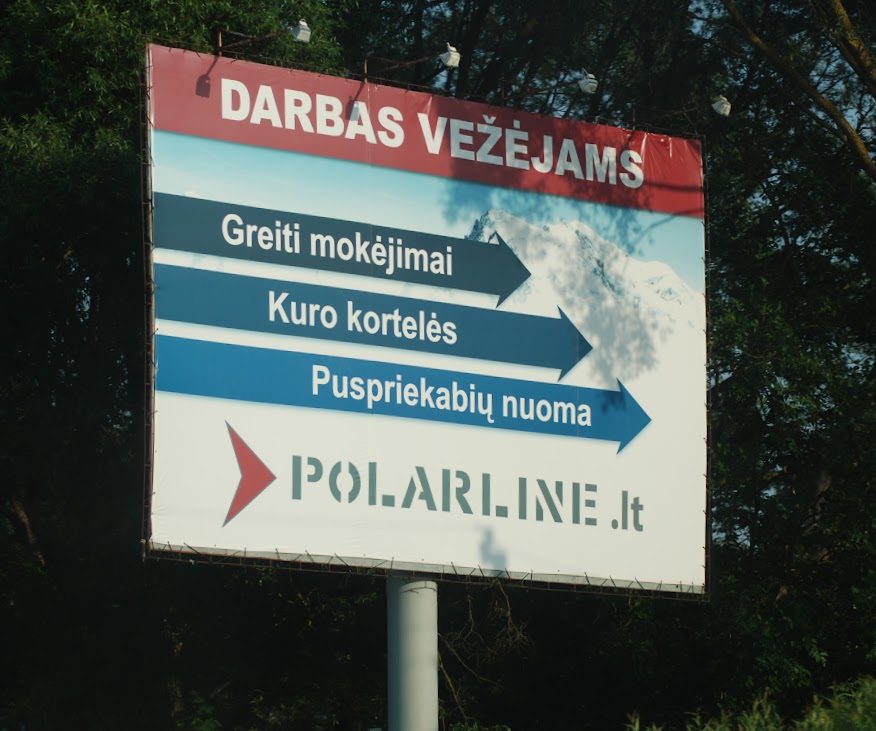 DARBAS VEŽĖJAMS
Greiti mokėjimai
Kuro kortelės
Puspriekabių nuoma
POLARLINE.lt